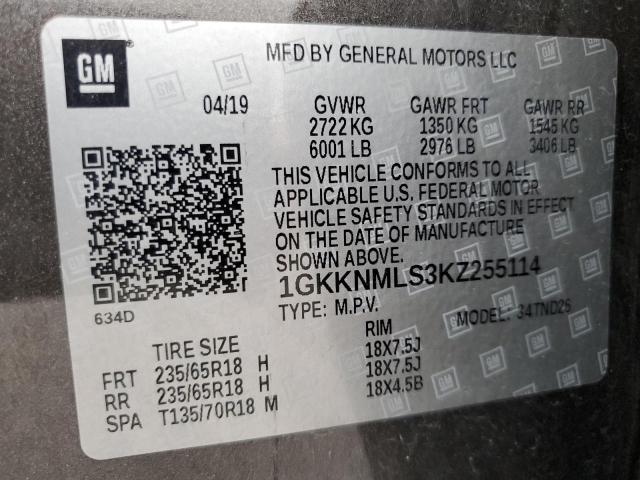 GM
MFD BY GENERAL MOTORS LLC
04/19 GVWR GAWR FRT GAWR RR
2722 KG 1350 KG 1545 KG
6001 LB 2976 LB 3406 LB
THIS VEHICLE CONFORMS TO ALL
APPLICABLE U.S. FEDERAL MOTOR
VEHICLE SAFETY STANDARDS IN EFFECT
ON THE DATE OF MANUFACTURE
SHOWN ABOVE.
1GKKNMLS3KZ255114
TYPE: M.P.V. MODEL: 34TND26
634D
TIRE SIZE RIM
FRT 235/65R18 H 18X7.5J
RR 235/65R18 H 18X7.5J
SPA T135/70R18 M 18X4.5B